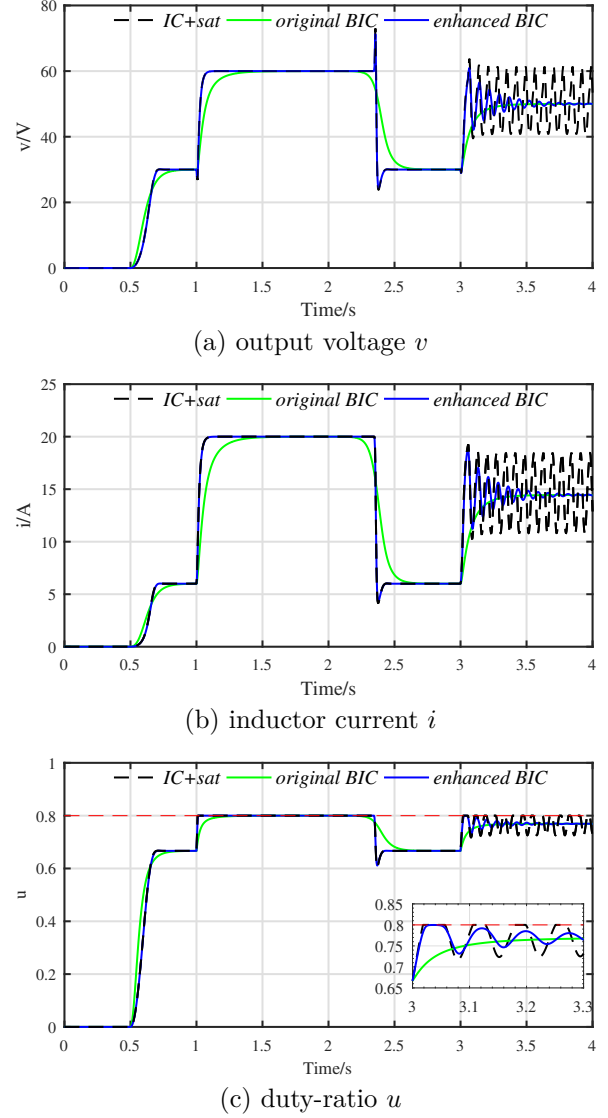 IC+sat original BIC enhanced BIC
80
60
40
20
0
v/V
0 0.5 1 1.5 2 2.5 3 3.5 4
Time/s
(a) output voltage v
IC+sat original BIC enhanced BIC
25
20
15
10
5
0
i/A
0 0.5 1 1.5 2 2.5 3 3.5 4
Time/s
(b) inductor current i
IC+sat original BIC enhanced BIC
1
0.8
0.6
0.4
0.2
0
u
0.85
0.8
0.75
0.7
0.65
3 3.1 3.2 3.3
0 0.5 1 1.5 2 2.5 3 3.5 4
Time/s
(c) duty-ratio u